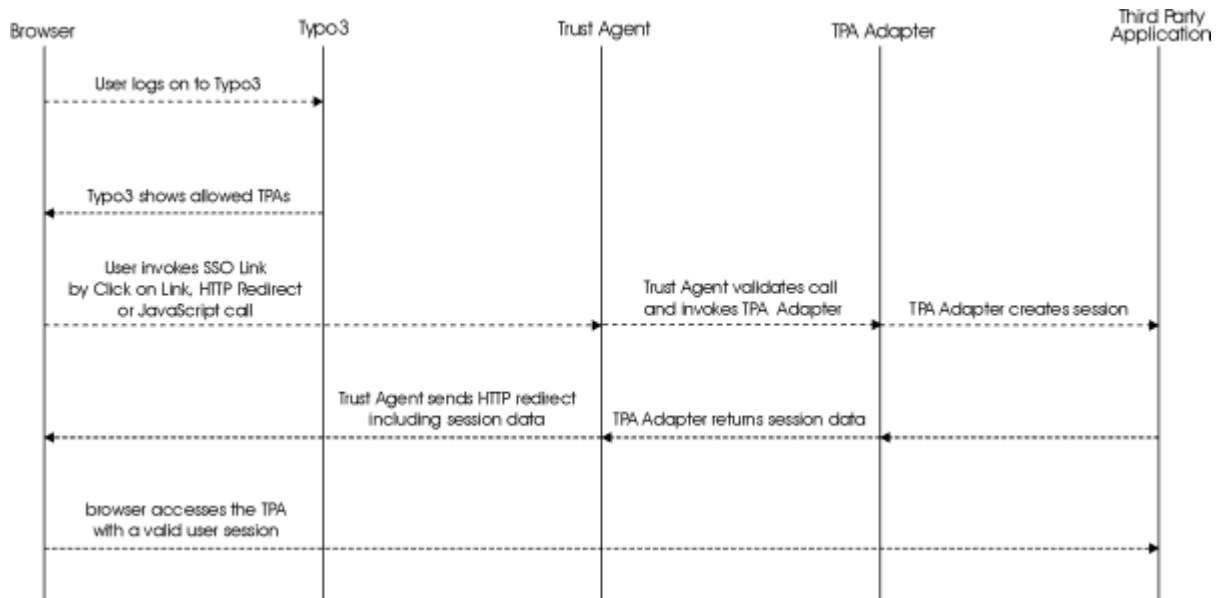 Browser
Typo3
Trust Agent
TPA Adapter
Third Party
Application
User logs on to Typo3
Typo3 shows allowed TPAs
User invokes SSO Link
by Click on Link, HTTP Redirect
or JavaScript call
Trust Agent validates call
and invokes TPA Adapter
TPA Adapter creates session
Trust Agent sends HTTP redirect
including session data
TPA Adapter returns session data
browser accesses the TPA
with a valid user session